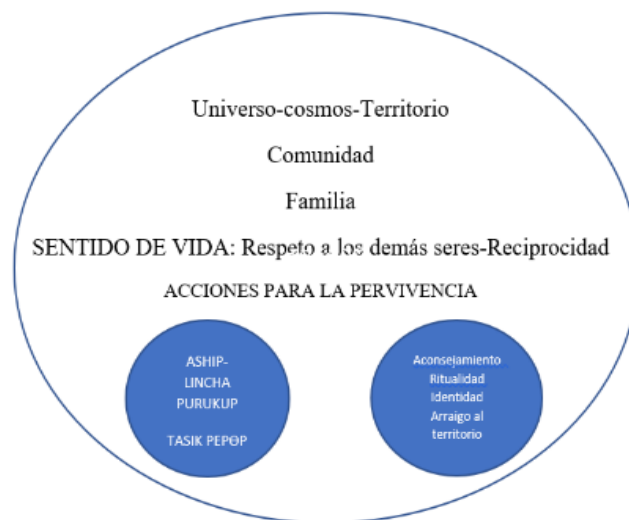 Universo-cosmos-Territorio
Comunidad
Familia
SENTIDO DE VIDA: Respeto a los demás seres-Reciprocidad
ACCIONES PARA LA PERVIVENCIA
ASHIP-
LINCHA
PURUKUP
TASIK PEPƟP
Aconsejamiento
Ritualidad
Identidad
Arraigo al
territorio